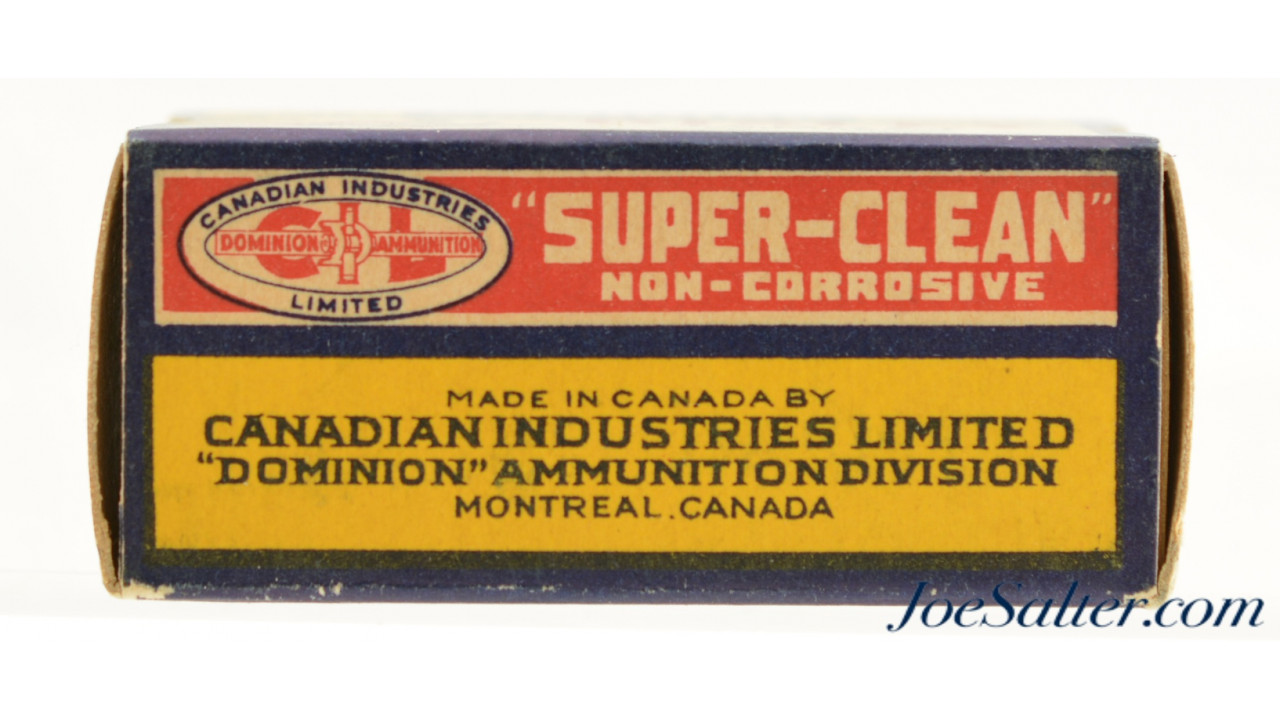 CANADIAN INDUSTRIES
CIL
DOMINION AMMUNITION
LIMITED
"SUPER-CLEAN"
NON-CORROSIVE
MADE IN CANADA BY
CANADIAN INDUSTRIES LIMITED
"DOMINION" AMMUNITION DIVISION
MONTREAL.CANADA
JoeSalter.com